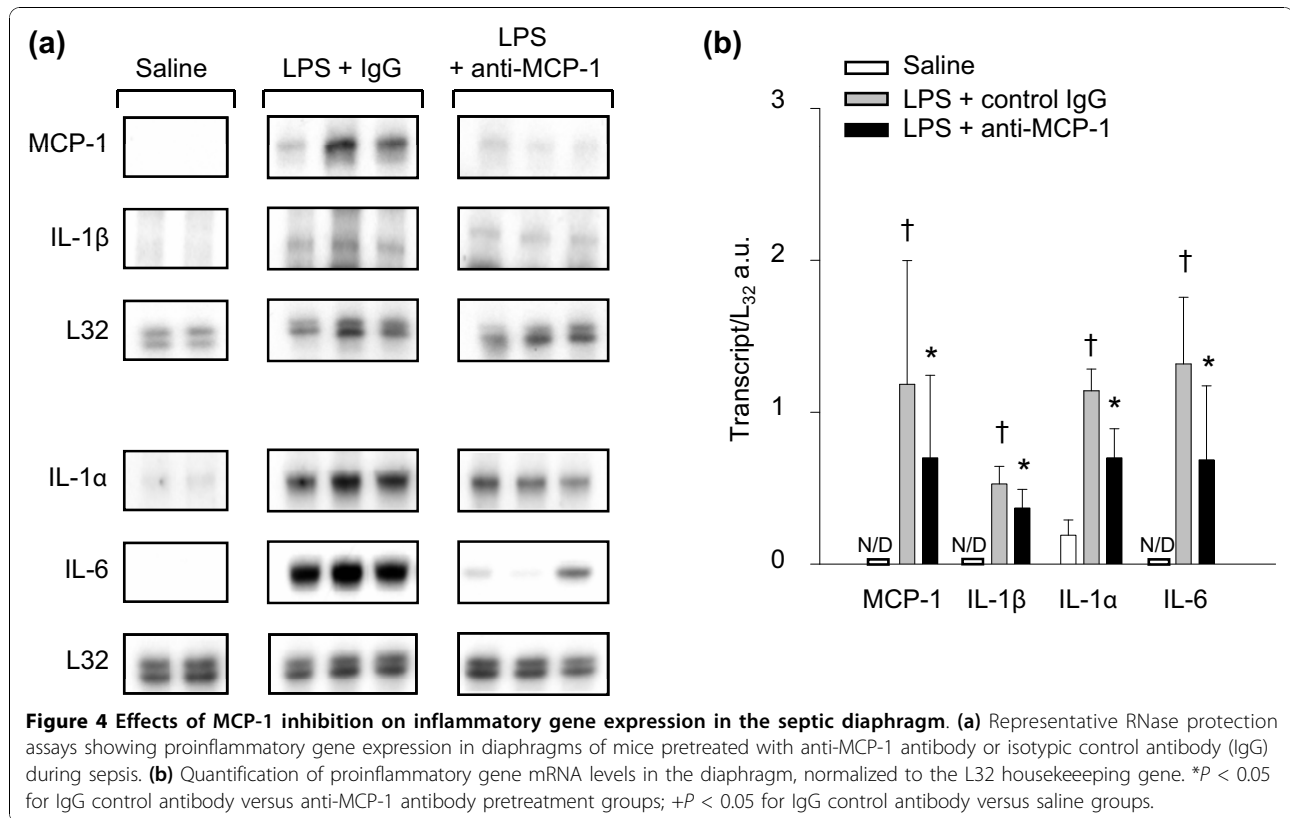 (a)
Saline
LPS + IgG
LPS
+ anti-MCP-1
MCP-1
IL-1β
L32
IL-1α
IL-6
L32
(b)
Saline
LPS + control IgG
LPS + anti-MCP-1
Transcript/L32 a.u.
3
2
1
0
† * † * † * † *
N/D N/D N/D
MCP-1 IL-1β IL-1α IL-6
Figure 4 Effects of MCP-1 inhibition on inflammatory gene expression in the septic diaphragm. (a) Representative RNase protection
assays showing proinflammatory gene expression in diaphragms of mice pretreated with anti-MCP-1 antibody or isotypic control antibody (IgG)
during sepsis. (b) Quantification of proinflammatory gene mRNA levels in the diaphragm, normalized to the L32 housekeeeping gene. *P < 0.05
for IgG control antibody versus anti-MCP-1 antibody pretreatment groups; +P < 0.05 for IgG control antibody versus saline groups.